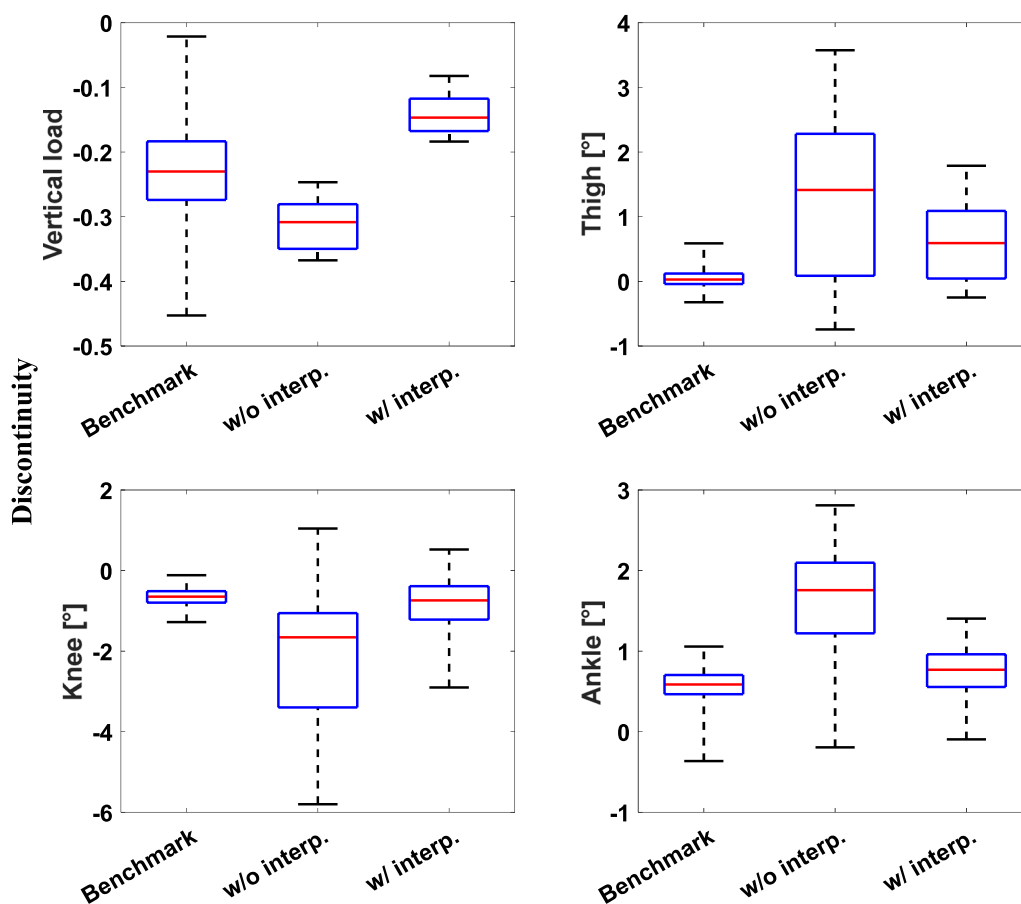 Discontinuity
Vertical load
0
-0.1
-0.2
-0.3
-0.4
-0.5
Benchmark
w/o interp.
w/ interp.
Thigh [°]
4
3
2
1
0
-1
Benchmark
w/o interp.
w/ interp.
Knee [°]
2
0
-2
-4
-6
Benchmark
w/o interp.
w/ interp.
Ankle [°]
3
2
1
0
-1
Benchmark
w/o interp.
w/ interp.